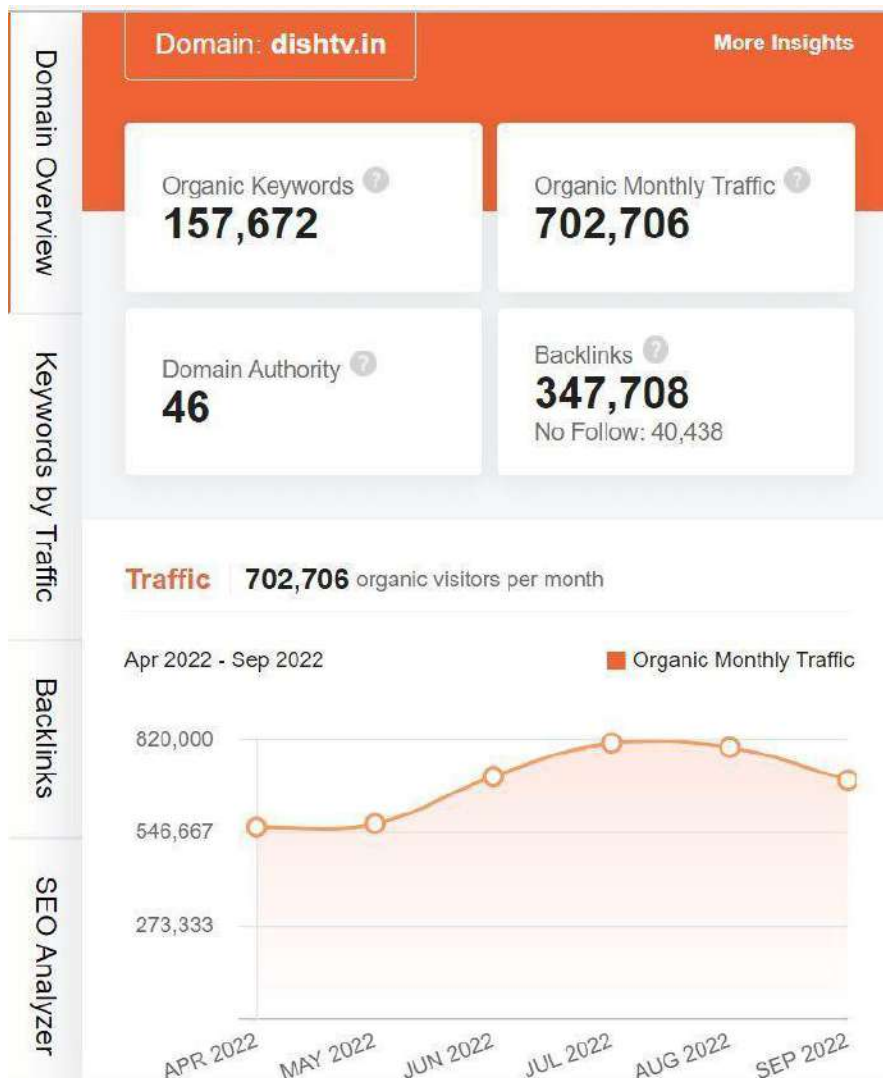 Domain Overview
Keywords by Traffic
Backlinks
SEO Analyzer
Domain: dishtv.in
More Insights
Organic Keywords ?
157,672
Organic Monthly Traffic ?
702,706
Domain Authority ?
46
Backlinks ?
347,708
No Follow: 40,438
Traffic 702,706 organic visitors per month
Apr 2022 - Sep 2022
Organic Monthly Traffic
820,000
546,667
273,333
APR 2022
MAY 2022
JUN 2022
JUL 2022
AUG 2022
SEP 2022